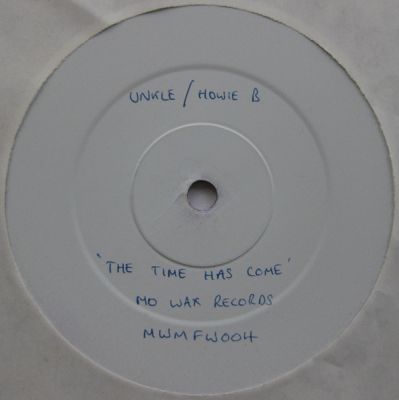 UNKLE / HOWIE B
'THE TIME HAS COME'
MO WAX RECORDS
MWMFW004